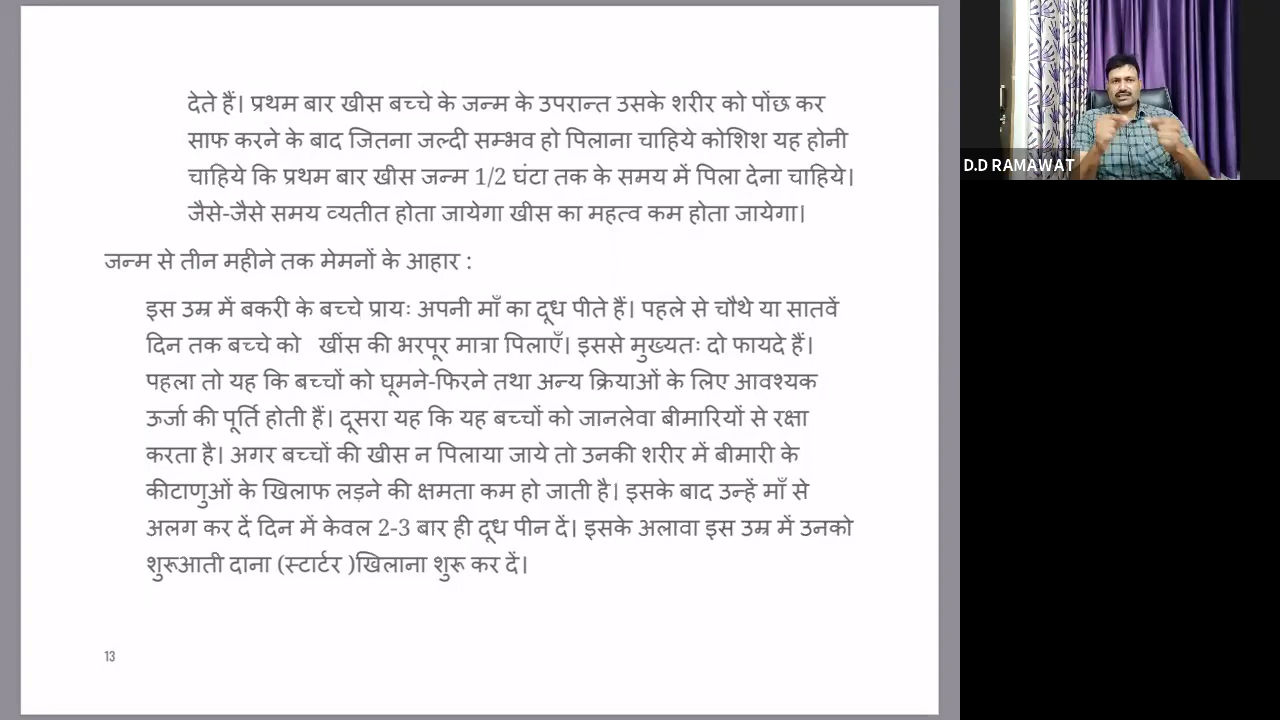 देते हैं। प्रथम बार खीस बच्चे के जन्म के उपरान्त उसके शरीर को पोंछ कर
साफ करने के बाद जितना जल्दी सम्भव हो पिलाना चाहिये कोशिश यह होनी
चाहिये कि प्रथम बार खीस जन्म 1/2 घंटा तक के समय में पिला देना चाहिये।
जैसे-जैसे समय व्यतीत होता जायेगा खीस का महत्व कम होता जायेगा।
जन्म से तीन महीने तक मेमनों के आहार :
इस उम्र में बकरी के बच्चे प्रायः अपनी माँ का दूध पीते हैं। पहले से चौथे या सातवें
दिन तक बच्चे को खींस की भरपूर मात्रा पिलाएँ। इससे मुख्यतः दो फायदे हैं।
पहला तो यह कि बच्चों को घूमने-फिरने तथा अन्य क्रियाओं के लिए आवश्यक
ऊर्जा की पूर्ति होती हैं। दूसरा यह कि यह बच्चों को जानलेवा बीमारियों से रक्षा
करता है। अगर बच्चों की खीस न पिलाया जाये तो उनकी शरीर में बीमारी के
कीटाणुओं के खिलाफ लड़ने की क्षमता कम हो जाती है। इसके बाद उन्हें माँ से
अलग कर दें दिन में केवल 2-3 बार ही दूध पीन दें। इसके अलावा इस उम्र में उनको
शुरूआती दाना (स्टार्टर )खिलाना शुरू कर दें।
13
D.D RAMAWAT